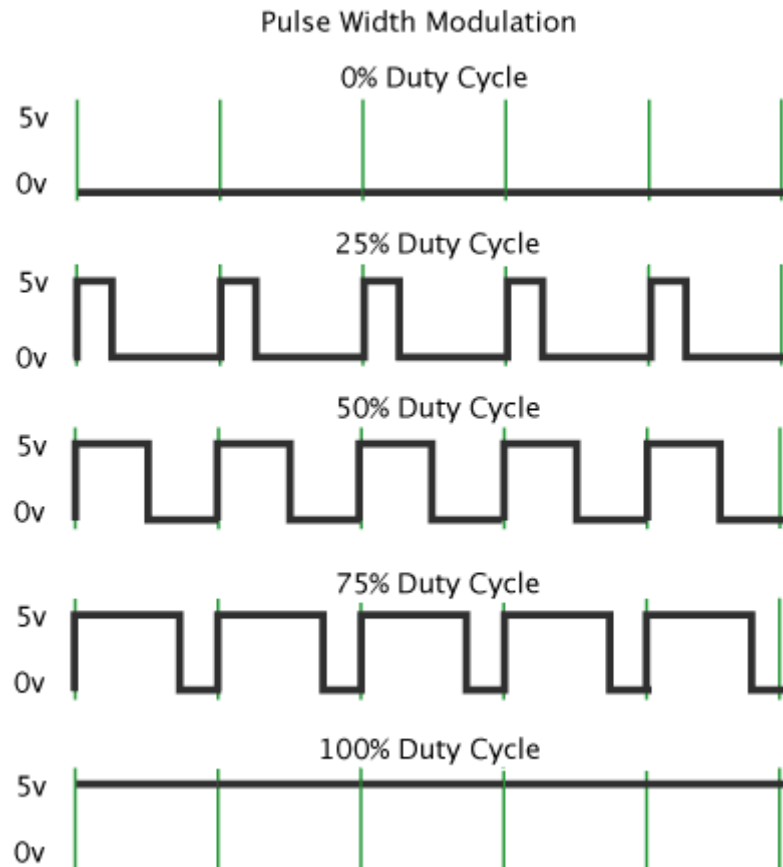 Pulse Width Modulation
0% Duty Cycle
5v
0v
25% Duty Cycle
5v
0v
50% Duty Cycle
5v
0v
75% Duty Cycle
5v
0v
100% Duty Cycle
5v
0v